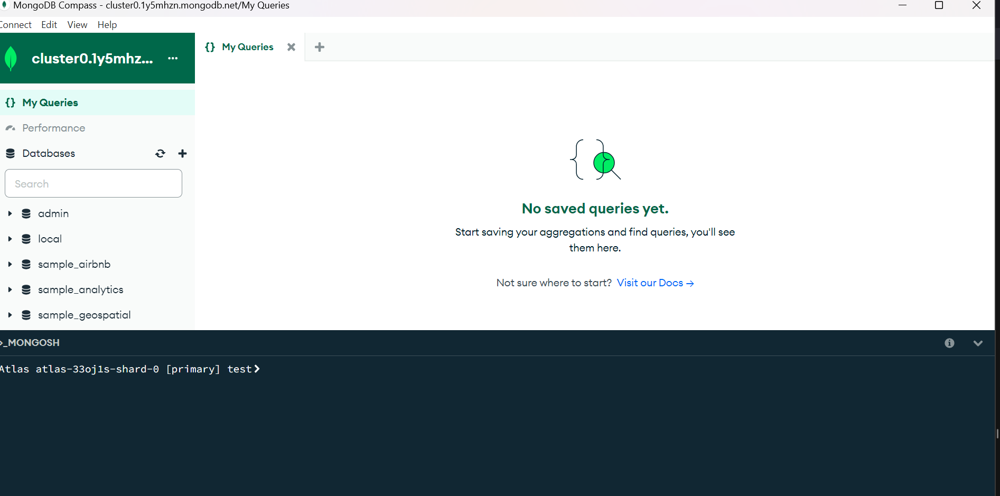 MongoDB Compass - cluster0.1y5mhzn.mongodb.net/My Queries
Connect Edit View Help
cluster0.1y5mhz... ...
{} My Queries
{} My Queries
Performance
Databases
Search
admin
local
sample_airbnb
sample_analytics
sample_geospatial
No saved queries yet.
Start saving your aggregations and find queries, you'll see
them here.
Not sure where to start? Visit our Docs →
>_MONGOSH
Atlas atlas-33oj1s-shard-0 [primary] test>